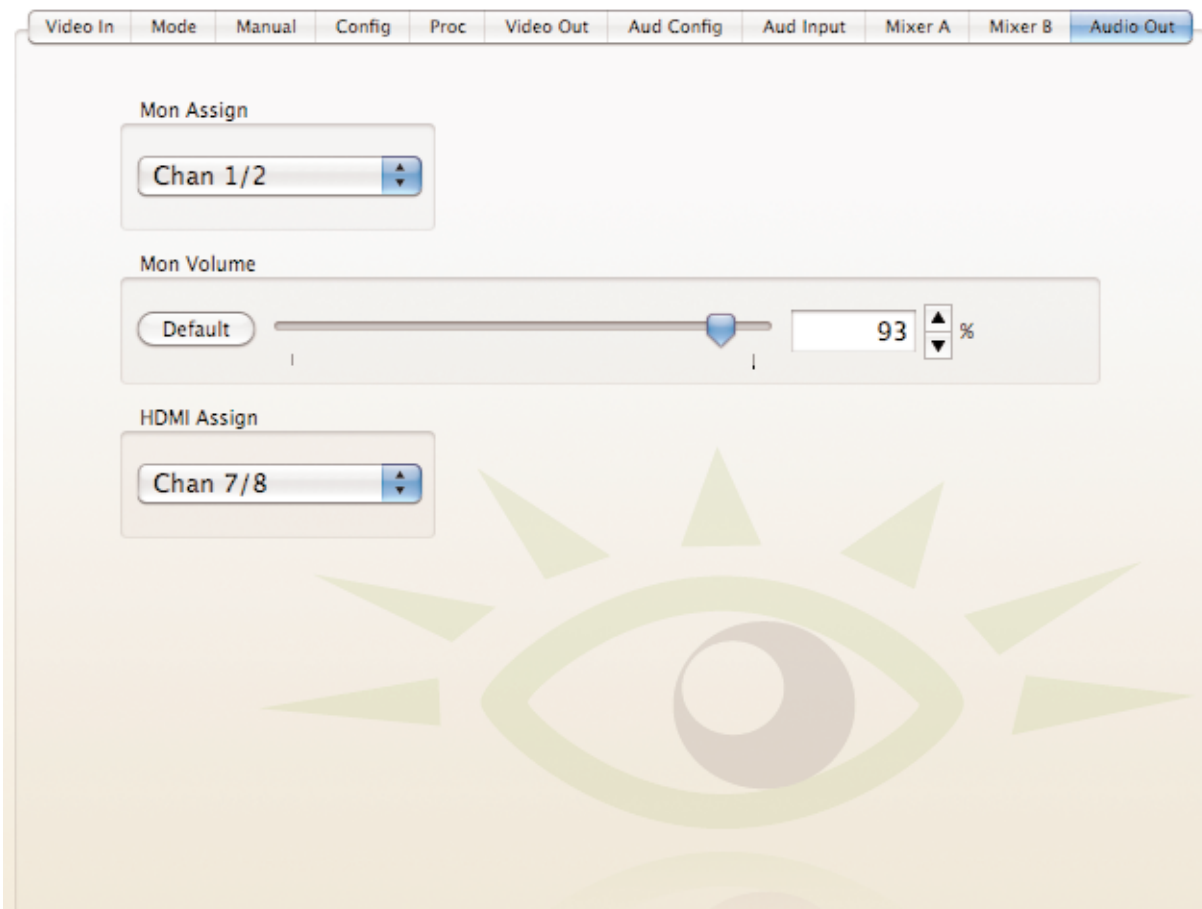 Video In Mode Manual Config Proc Video Out Aud Config Aud Input Mixer A Mixer B Audio Out
Mon Assign
Chan 1/2
Mon Volume
Default 93 %
HDMI Assign
Chan 7/8